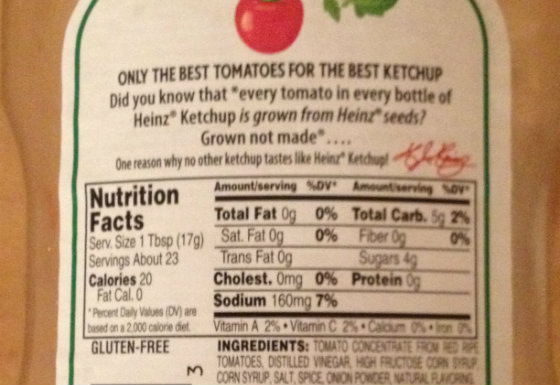 ONLY THE BEST TOMATOES FOR THE BEST KETCHUP
Did you know that "every tomato in every bottle of
Heinz® Ketchup is grown from Heinz® seeds?
Grown not made®....
One reason why no other ketchup tastes like Heinz® Ketchup!
Nutrition
Facts
Serv. Size 1 Tbsp (17g)
Servings About 23
Calories 20
Fat Cal. 0
* Percent Daily Values (DV) are
based on a 2,000 calorie diet.
Amount/serving %DV* Amount/serving %DV*
Total Fat 0g 0% Total Carb. 5g 2%
Sat. Fat 0g 0% Fiber 0g 0%
Trans Fat 0g Sugars 4g
Cholest. 0mg 0% Protein 0g
Sodium 160mg 7%
Vitamin A 2% • Vitamin C 2% • Calcium 0% • Iron 0%
GLUTEN-FREE
3
INGREDIENTS: TOMATO CONCENTRATE FROM RED RIPE
TOMATOES, DISTILLED VINEGAR, HIGH FRUCTOSE CORN SYRUP,
CORN SYRUP, SALT, SPICE, ONION POWDER, NATURAL FLAVORING.